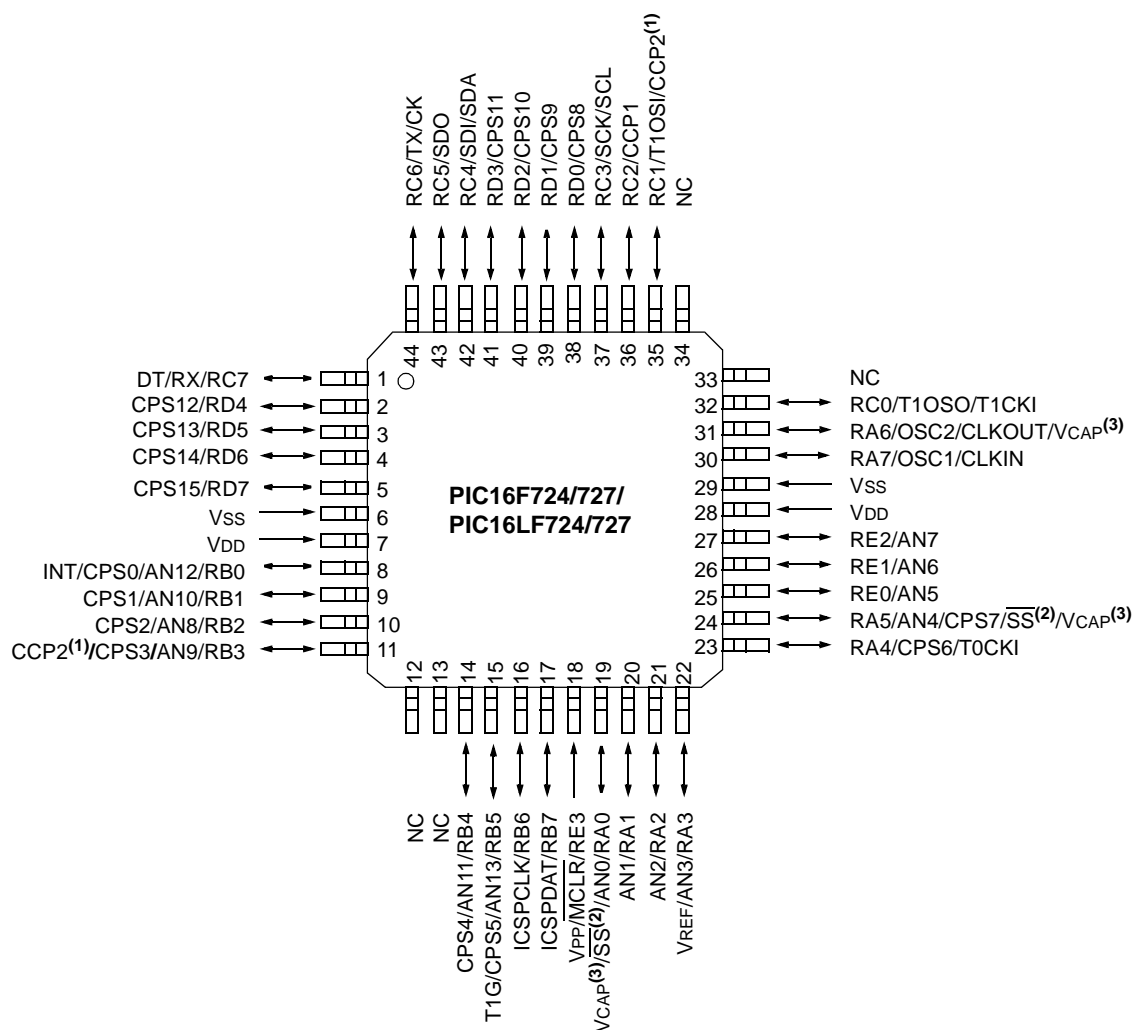 RC6/TX/CK
RC5/SDO
RC4/SDI/SDA
RD3/CPS11
RD2/CPS10
RD1/CPS9
RD0/CPS8
RC3/SCK/SCL
RC2/CCP1
RC1/T1OSI/CCP2(1)
NC
44
43
42
41
40
39
38
37
36
35
34
DT/RX/RC7
1
CPS12/RD4
2
CPS13/RD5
3
CPS14/RD6
4
CPS15/RD7
5
VSS
6
VDD
7
INT/CPS0/AN12/RB0
8
CPS1/AN10/RB1
9
CPS2/AN8/RB2
10
CCP2(1)/CPS3/AN9/RB3
11
PIC16F724/727/
PIC16LF724/727
33
NC
32
RC0/T1OSO/T1CKI
31
RA6/OSC2/CLKOUT/VCAP(3)
30
RA7/OSC1/CLKIN
29
VSS
28
VDD
27
RE2/AN7
26
RE1/AN6
25
RE0/AN5
24
RA5/AN4/CPS7/SS(2)/VCAP(3)
23
RA4/CPS6/T0CKI
12
13
14
15
16
17
18
19
20
21
22
NC
NC
CPS4/AN11/RB4
T1G/CPS5/AN13/RB5
ICSPCLK/RB6
ICSPDAT/RB7
VPP/MCLR/RE3
VCAP(3)/SS(2)/AN0/RA0
AN1/RA1
AN2/RA2
VREF/AN3/RA3